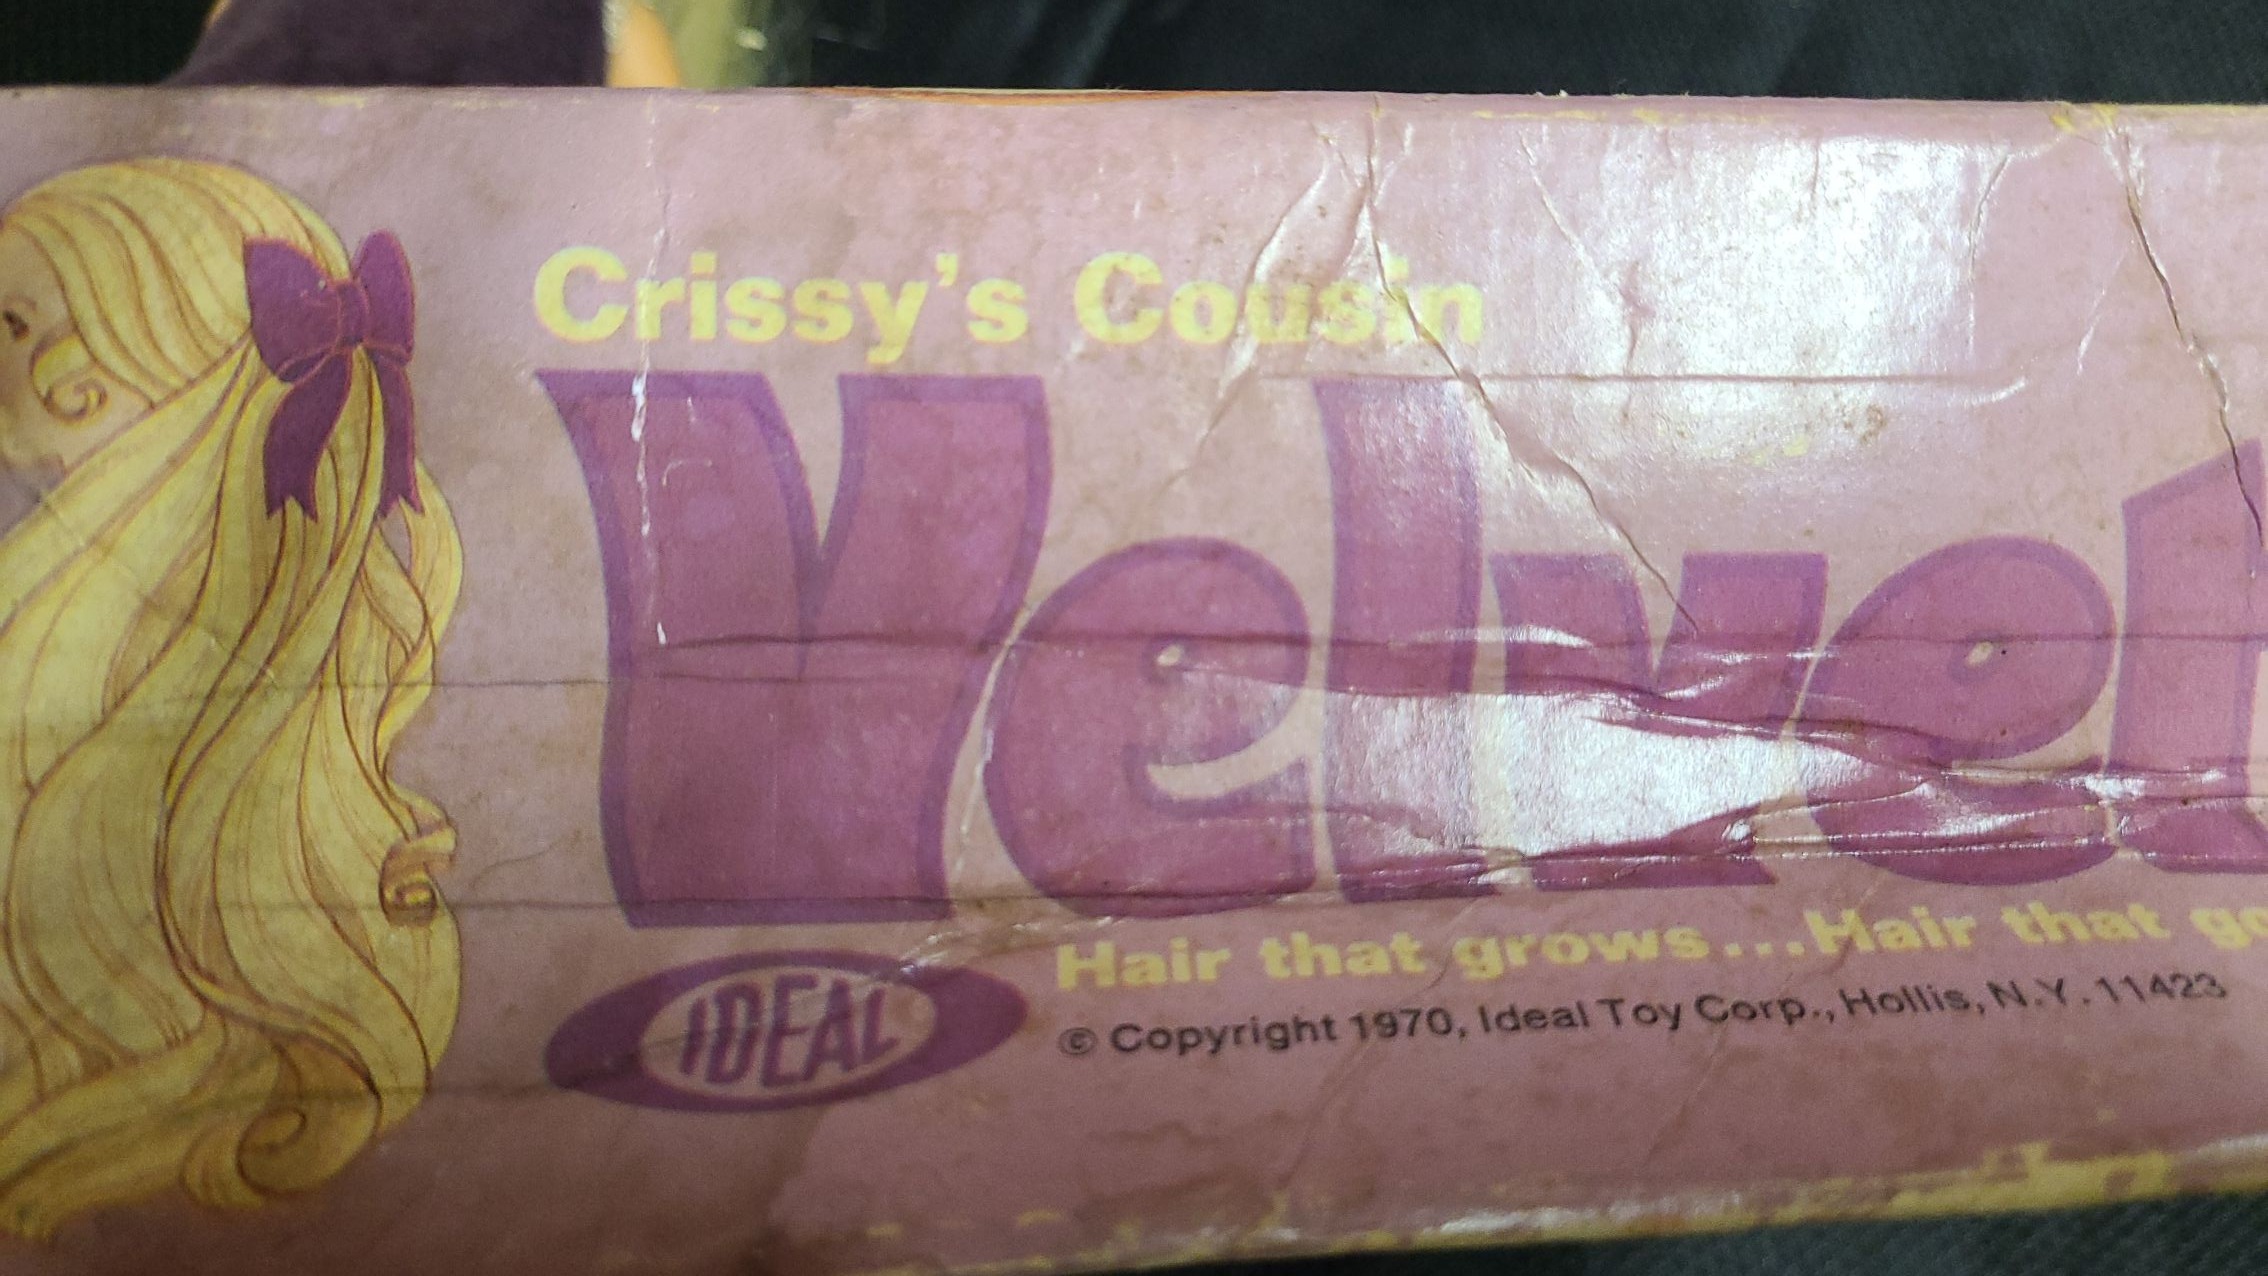 Crissy's Cousin
Velvet
IDEAL
Hair that grows...Hair that
© Copyright 1970, Ideal Toy Corp., Hollis, N.Y. 11423